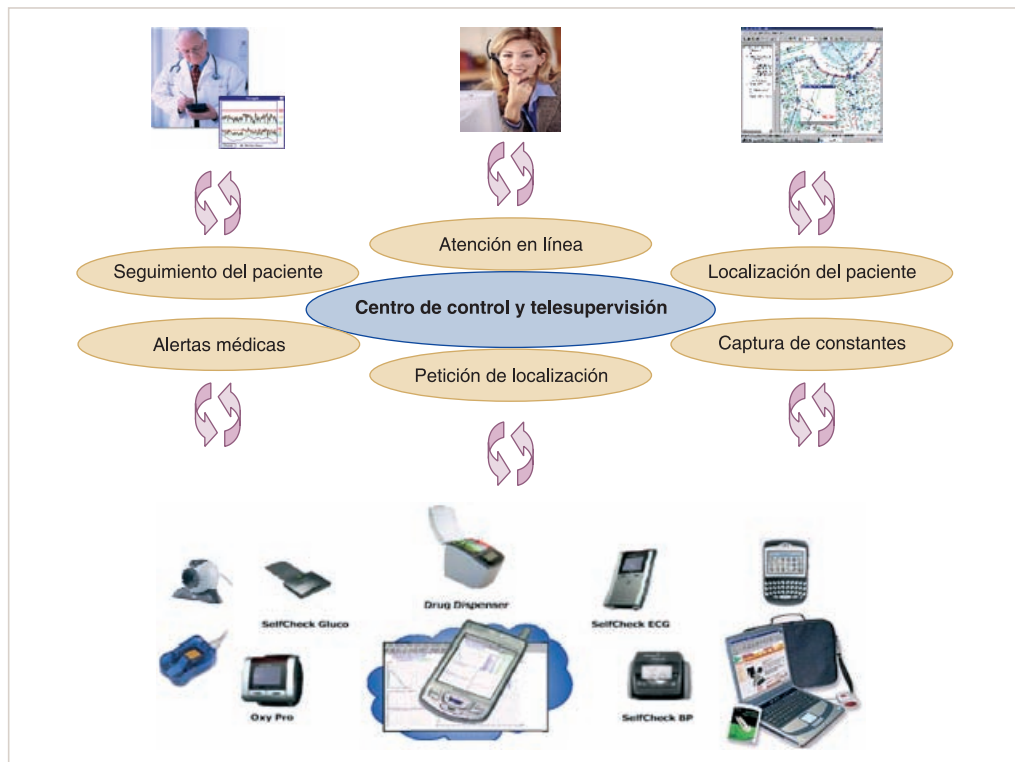 Atención en línea
Seguimiento del paciente
Localización del paciente
Centro de control y telesupervisión
Alertas médicas
Captura de constantes
Petición de localización
Drug Dispenser
SelfCheck Gluco
SelfCheck ECG
Oxy Pro
SelfCheck BP